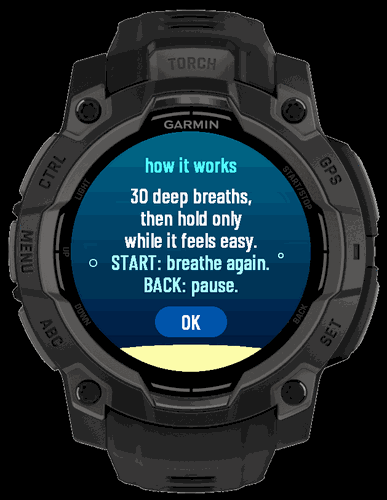 TORCH
GARMIN
CTRL
LIGHT
START/STOP
GPS
how it works
30 deep breaths,
then hold only
while it feels easy.
START: breathe again.
BACK: pause.
OK
MENU
UP
ABC
DOWN
BACK
SET